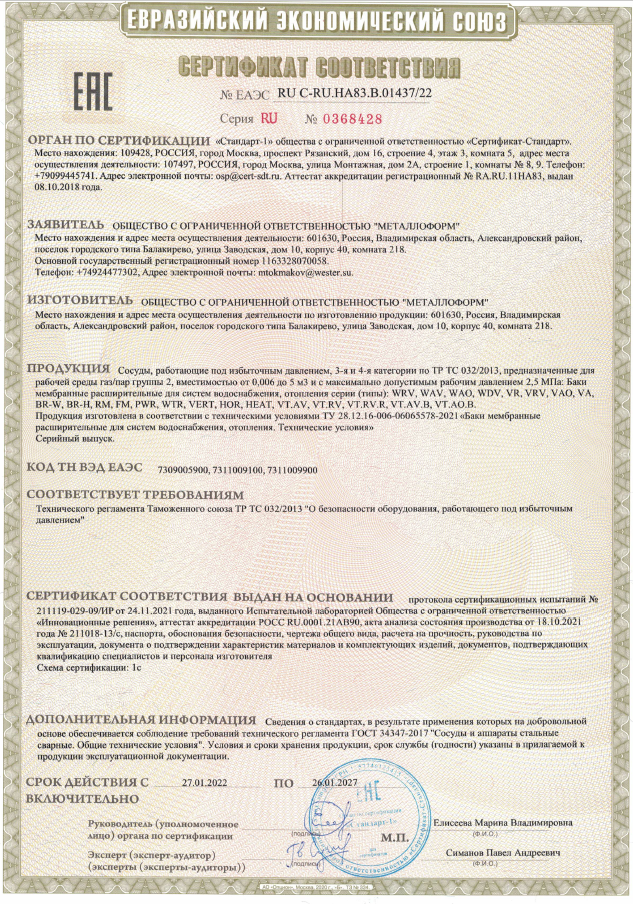 ЕВРАЗИЙСКИЙ ЭКОНОМИЧЕСКИЙ СОЮЗ
СЕРТИФИКАТ СООТВЕТСТВИЯ
EAC
№ ЕАЭС RU С-RU.НА83.В.01437/22
Серия RU № 0368428
ОРГАН ПО СЕРТИФИКАЦИИ «Стандарт-1» общества с ограниченной ответственностью «Сертификат-Стандарт».
Место нахождения: 109428, РОССИЯ, город Москва, проспект Рязанский, дом 16, строение 4, этаж 3, комната 5, адрес места
осуществления деятельности: 107497, РОССИЯ, город Москва, улица Монтажная, дом 2А, строение 1, комнаты № 8, 9. Телефон:
+79099445741. Адрес электронной почты: osp@cert-sdt.ru. Аттестат аккредитации регистрационный № RA.RU.11НА83, выдан
08.10.2018 года.
ЗАЯВИТЕЛЬ ОБЩЕСТВО С ОГРАНИЧЕННОЙ ОТВЕТСТВЕННОСТЬЮ "МЕТАЛЛОФОРМ"
Место нахождения и адрес места осуществления деятельности: 601630, Россия, Владимирская область, Александровский район,
поселок городского типа Балакирево, улица Заводская, дом 10, корпус 40, комната 218.
Основной государственный регистрационный номер 1163328070058.
Телефон: +74924477302, Адрес электронной почты: mtokmakov@wester.su.
ИЗГОТОВИТЕЛЬ ОБЩЕСТВО С ОГРАНИЧЕННОЙ ОТВЕТСТВЕННОСТЬЮ "МЕТАЛЛОФОРМ"
Место нахождения и адрес места осуществления деятельности по изготовлению продукции: 601630, Россия, Владимирская
область, Александровский район, поселок городского типа Балакирево, улица Заводская, дом 10, корпус 40, комната 218.
ПРОДУКЦИЯ Сосуды, работающие под избыточным давлением, 3-я и 4-я категории по ТР ТС 032/2013, предназначенные для
рабочей среды газ/пар группы 2, вместимостью от 0,006 до 5 м3 и с максимально допустимым рабочим давлением 2,5 МПа: Баки
мембранные расширительные для систем водоснабжения, отопления серии (типы): WRV, WAV, WAO, WDV, VR, VRV, VAO, VA,
BR-W, BR-H, RM, FM, PWR, WTR, VERT, HOR, HEAT, VT.AV, VT.RV, VT.RV.R, VT.AV.B, VT.AO.B.
Продукция изготовлена в соответствии с техническими условиями ТУ 28.12.16-006-06065578-2021 «Баки мембранные
расширительные для систем водоснабжения, отопления. Технические условия»
Серийный выпуск.
КОД ТН ВЭД ЕАЭС 7309005900, 7311009100, 7311009900
СООТВЕТСТВУЕТ ТРЕБОВАНИЯМ
Технического регламента Таможенного союза ТР ТС 032/2013 "О безопасности оборудования, работающего под избыточным
давлением"
СЕРТИФИКАТ СООТВЕТСТВИЯ ВЫДАН НА ОСНОВАНИИ протокола сертификационных испытаний №
211119-029-09/ИР от 24.11.2021 года, выданного Испытательной лабораторией Общества с ограниченной ответственностью
«Инновационные решения», аттестат аккредитации РОСС RU.0001.21АВ90, акта анализа состояния производства от 18.10.2021
года № 211018-13/с, паспорта, обоснования безопасности, чертежа общего вида, расчета на прочность, руководства по
эксплуатации, документа о подтверждении характеристик материалов и комплектующих изделий, документов, подтверждающих
квалификацию специалистов и персонала изготовителя
Схема сертификации: 1с
ДОПОЛНИТЕЛЬНАЯ ИНФОРМАЦИЯ Сведения о стандартах, в результате применения которых на добровольной
основе обеспечивается соблюдение требований технического регламента ГОСТ 34347-2017 "Сосуды и аппараты стальные
сварные. Общие технические условия". Условия и сроки хранения продукции, срок службы (годности) указаны в прилагаемой к
продукции эксплуатационной документации.
СРОК ДЕЙСТВИЯ С 27.01.2022 ПО 26.01.2027
ВКЛЮЧИТЕЛЬНО
Руководитель (уполномоченное
лицо) органа по сертификации
(подпись)
М.П.
Елисеева Марина Владимировна
(Ф.И.О.)
Эксперт (эксперт-аудитор)
(эксперты (эксперты-аудиторы))
(подпись)
Симанов Павел Андреевич
(Ф.И.О.)